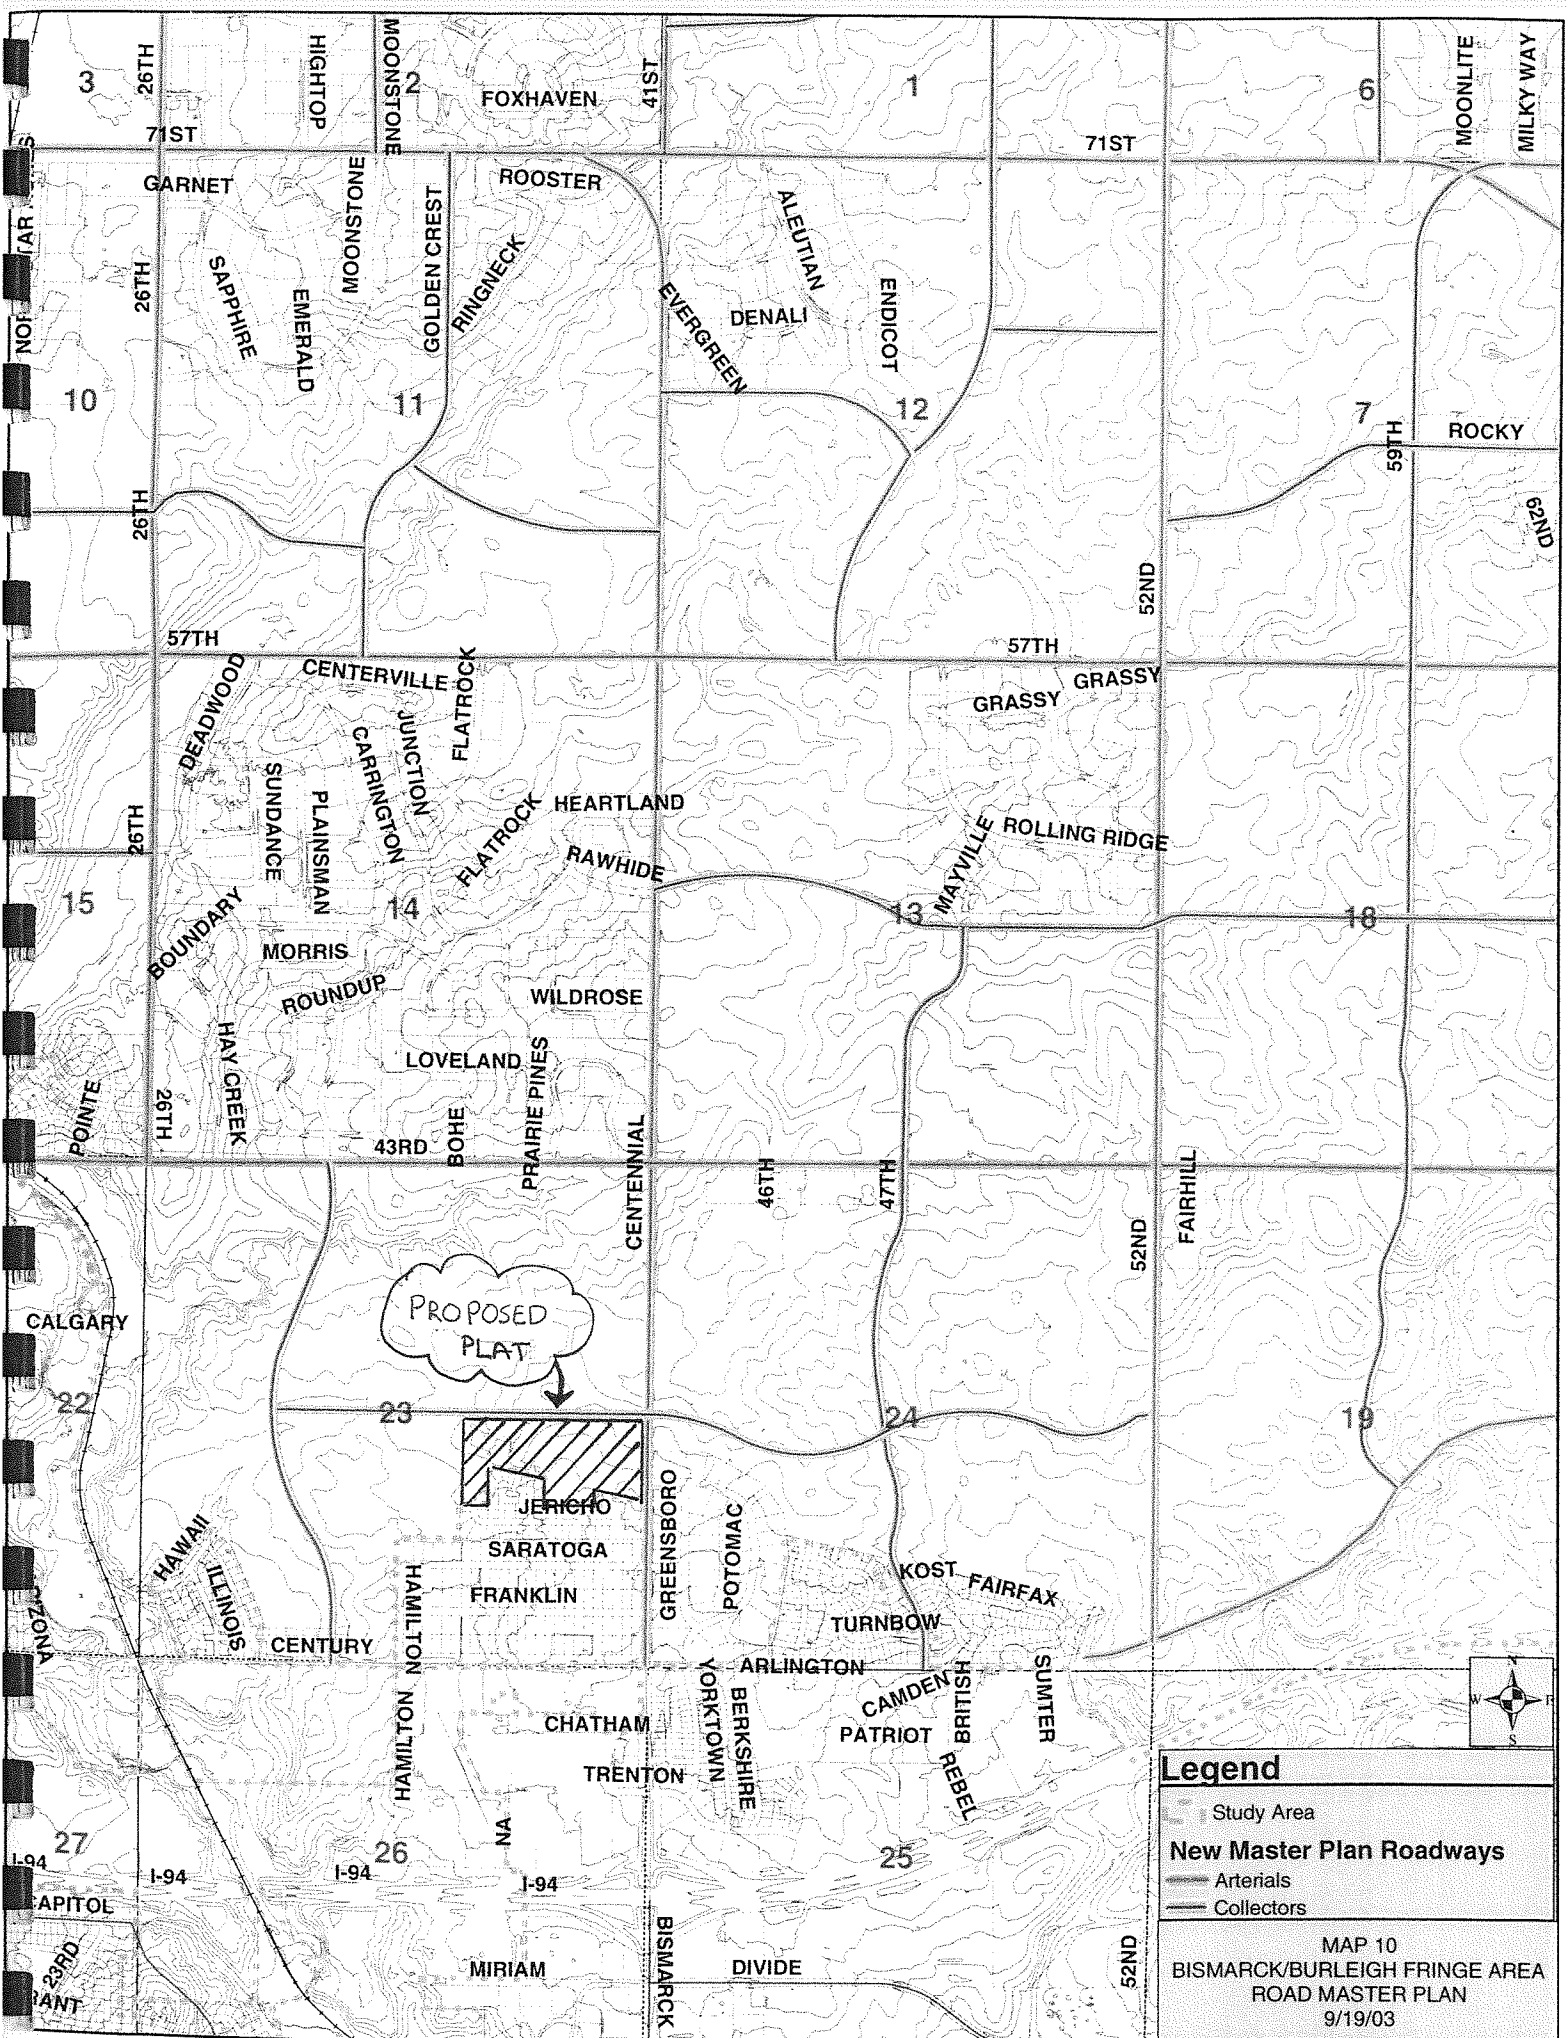 3
26TH
HIGHTOP
MOONSTONE
2
FOXHAVEN
41ST
1
6
MOONLITE
MILKY WAY
71ST
71ST
GARNET
MOONSTONE
GOLDEN CREST
ROOSTER
RINGNECK
ALEUTIAN
26TH
SAPPHIRE
EMERALD
EVERGREEN
DENALI
ENDICOT
10
11
12
7
59TH
ROCKY
26TH
62ND
52ND
57TH
57TH
DEADWOOD
CENTERVILLE
FLATROCK
GRASSY
GRASSY
JUNCTION
CARRINGTON
SUNDANCE
PLAINSMAN
26TH
FLATROCK
HEARTLAND
RAWHIDE
MAYVILLE
ROLLING RIDGE
15
14
13
18
BOUNDARY
MORRIS
ROUNDUP
WILDROSE
HAY CREEK
LOVELAND
PRAIRIE PINES
POINTE
26TH
BOHE
43RD
CENTENNIAL
46TH
47TH
FAIRHILL
52ND
PROPOSED
PLAT
CALGARY
22
23
24
19
JERICHO
GREENSBORO
POTOMAC
HAWAII
ILLINOIS
SARATOGA
FRANKLIN
HAMILTON
KOST
FAIRFAX
TURNBOW
CENTURY
ARLINGTON
YORKTOWN
BERKSHIRE
CAMDEN
BRITISH
SUMTER
HAMILTON
CHATHAM
PATRIOT
TRENTON
REBEL
NA
27
26
25
I-94
I-94
I-94
I-94
CAPITOL
23RD
MIRIAM
BISMARCK
DIVIDE
52ND
N
W
S
Legend
Study Area
New Master Plan Roadways
Arterials
Collectors
MAP 10
BISMARCK/BURLEIGH FRINGE AREA
ROAD MASTER PLAN
9/19/03